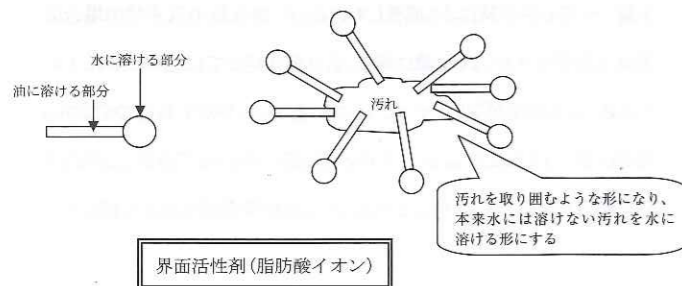 水に溶ける部分
油に溶ける部分
汚れ
汚れを取り囲むような形になり、
本来水には溶けない汚れを水に
溶ける形にする
界面活性剤(脂肪酸イオン)